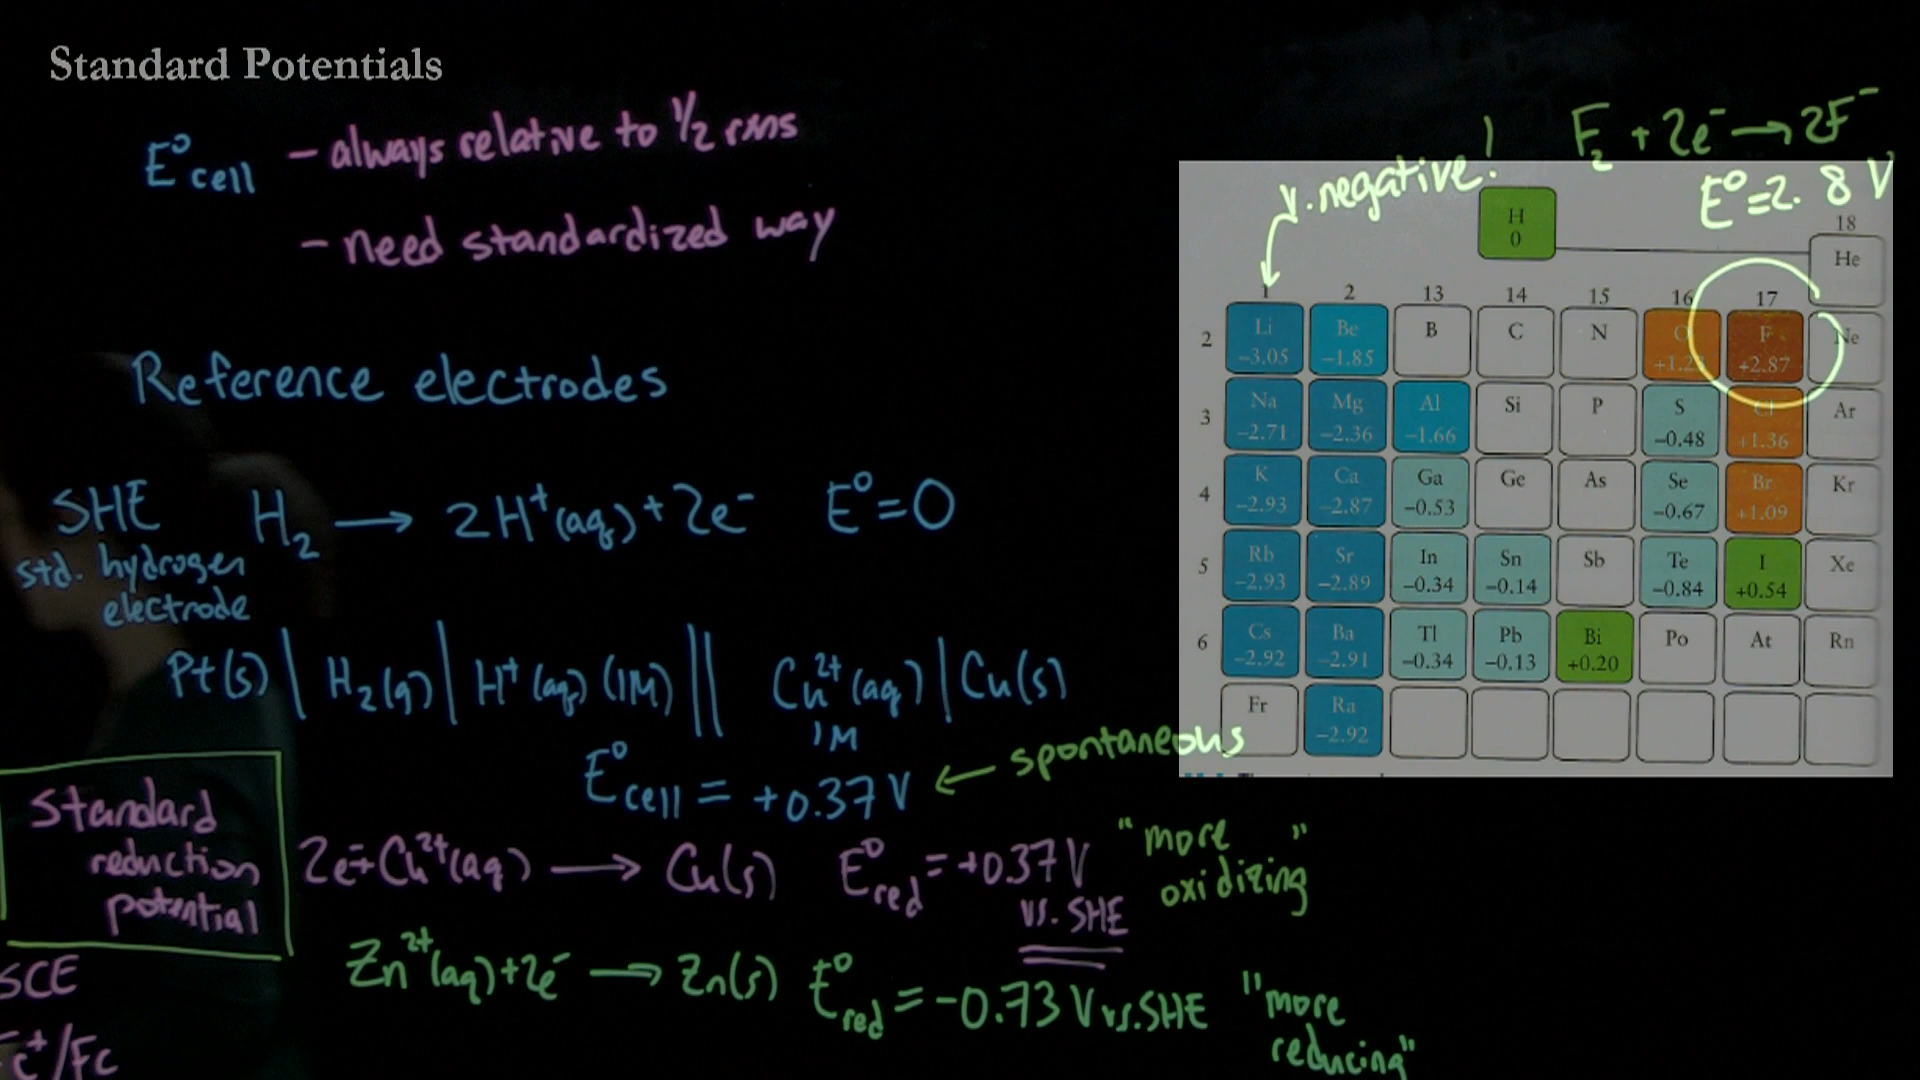 Standard Potentials
E°cell - always relative to 1/2 rxns
- need standardized way
Reference electrodes
SHE H₂ → 2H⁺(aq) + 2e⁻ E° = 0
std. hydrogen
electrode
Pt(s) | H₂(g) | H⁺(aq)(1M) || Cu²⁺(aq) | Cu(s)
1M
E°cell = +0.37 V ← spontaneous
Standard
reduction
potential
2e⁻+Cu²⁺(aq) → Cu(s) E°red = +0.37 V
vs. SHE
"more
oxidizing"
Zn²⁺(aq)+2e⁻ → Zn(s) E°red = -0.73 V vs. SHE
"more
reducing"
SCE
Fc⁺/Fc
F₂ + 2e⁻ → 2F⁻
E°=2.8 V
v. negative!
H
0
18
He
1 2 13 14 15 16 17
2 Li Be B C N O F Ne
-3.05 -1.85 +1.23 +2.87
3 Na Mg Al Si P S Cl Ar
-2.71 -2.36 -1.66 -0.48 +1.36
4 K Ca Ga Ge As Se Br Kr
-2.93 -2.87 -0.53 -0.67 +1.09
5 Rb Sr In Sn Sb Te I Xe
-2.93 -2.89 -0.34 -0.14 -0.84 +0.54
6 Cs Ba Tl Pb Bi Po At Rn
-2.92 -2.91 -0.34 -0.13 +0.20
Fr Ra
-2.92